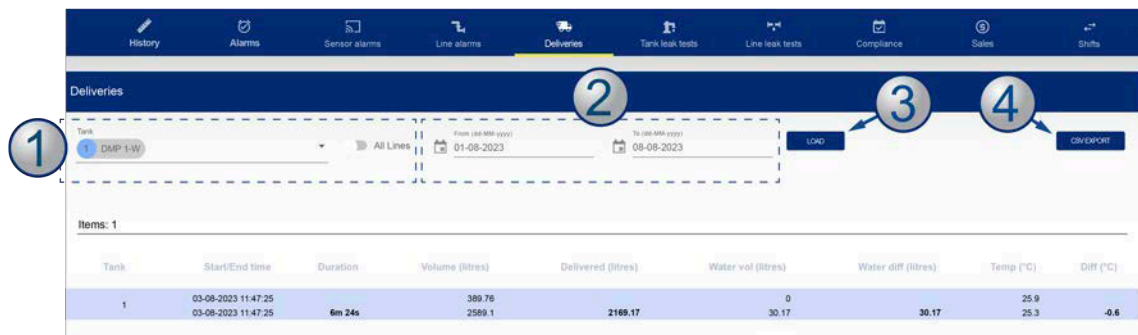 History Alarms Sensor alarms Line alarms Deliveries Tank leak tests Line leak tests Compliance Sales Shifts
Deliveries
1 2 3 4
Tank From (dd-MM-yyyy) To (dd-MM-yyyy)
1 DMP 1-W All Lines 01-08-2023 08-08-2023 LOAD CSV EXPORT
Items: 1
Tank Start/End time Duration Volume (litres) Delivered (litres) Water vol (litres) Water diff (litres) Temp (°C) Diff (°C)
1 03-08-2023 11:47:25 389.76 0 25.9
03-08-2023 11:47:25 6m 24s 2589.1 2169.17 30.17 30.17 25.3 -0.6